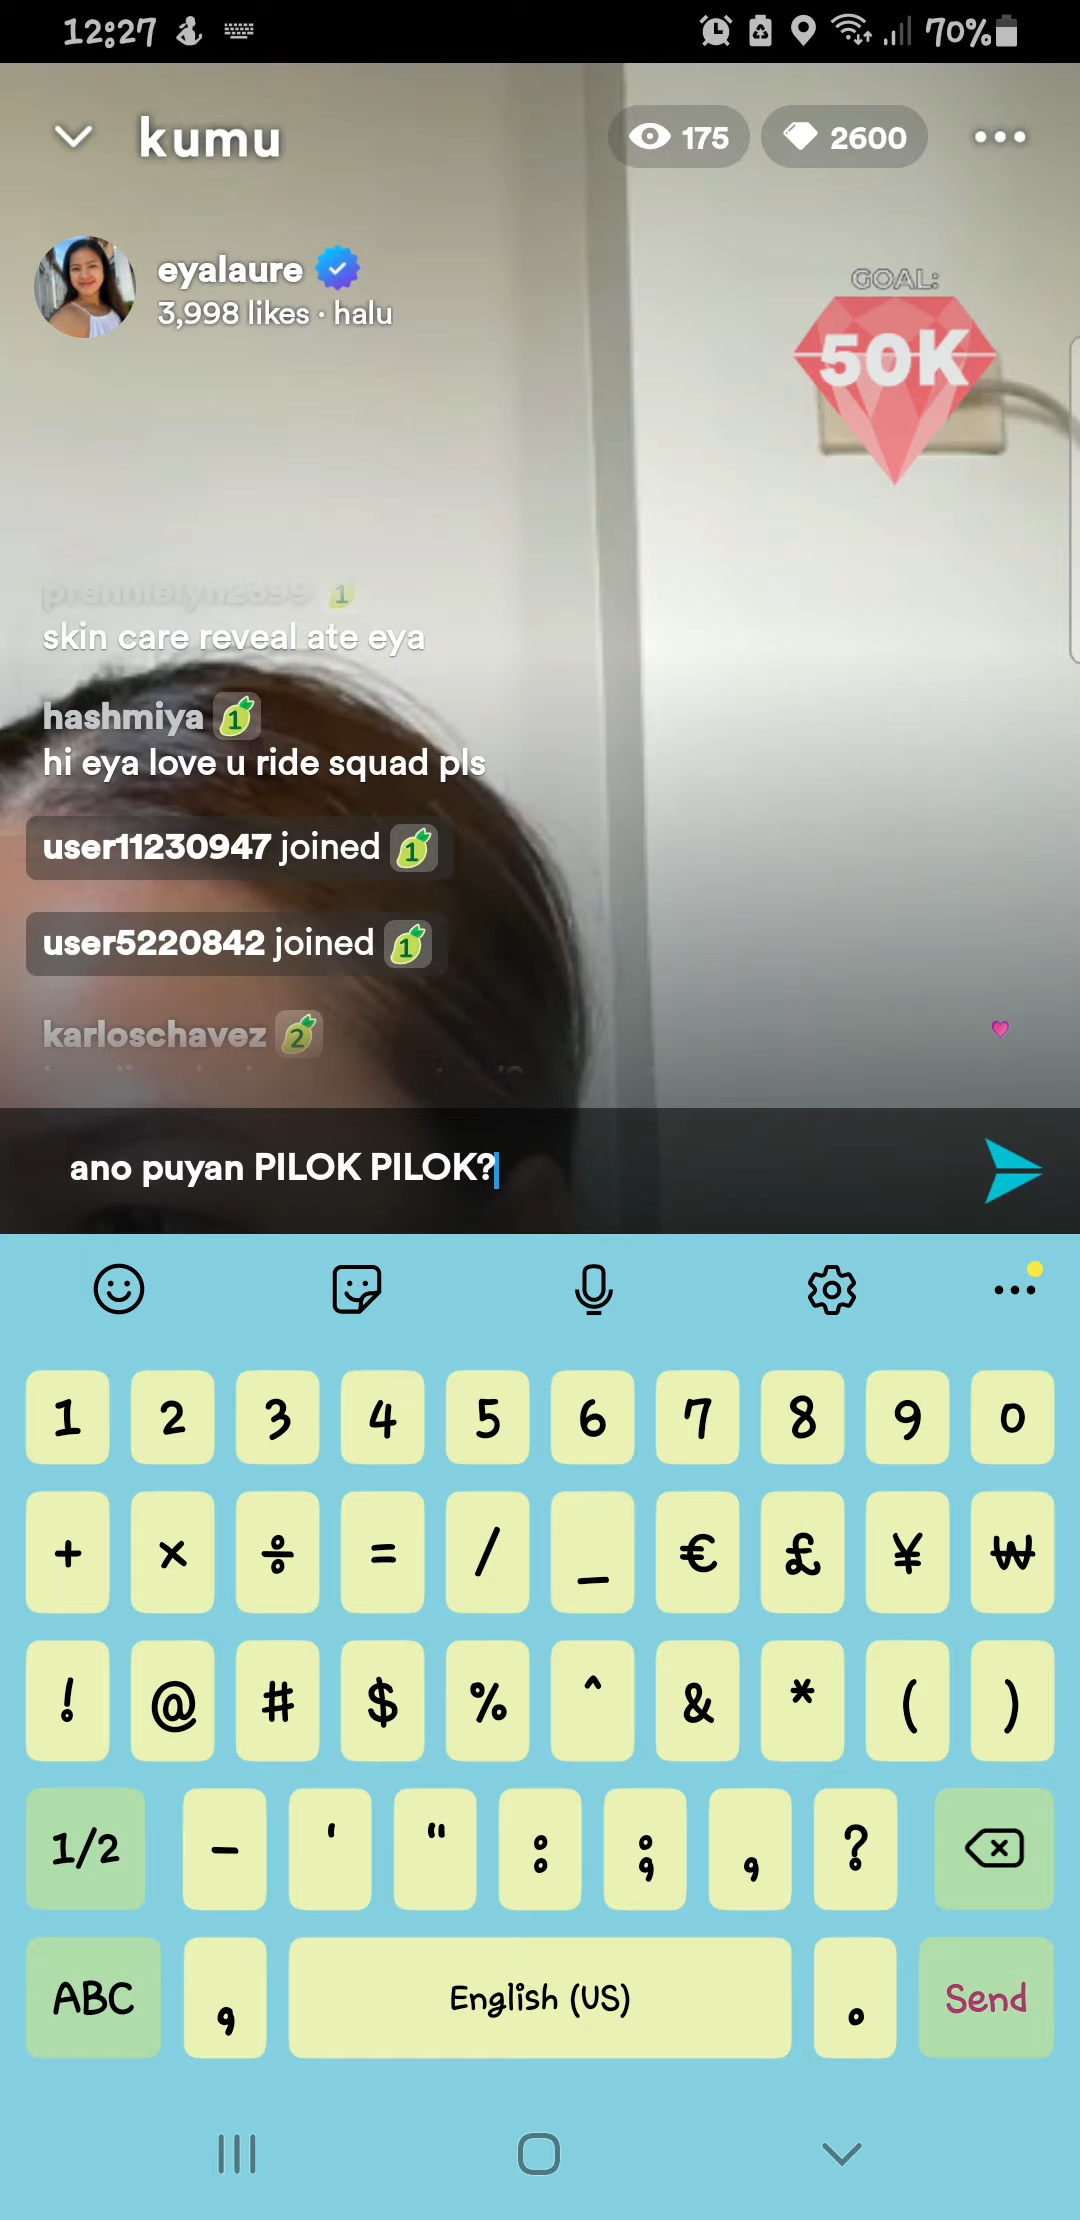 12:27
70%
kumu
175
2600
eyalaure
3,998 likes · halu
GOAL:
50K
1
skin care reveal ate eya
hashmiya 1
hi eya love u ride squad pls
user11230947 joined 1
user5220842 joined 1
karloschavez 2
ano puyan PILOK PILOK?
1 2 3 4 5 6 7 8 9 0
+ × ÷ = / _ € £ ¥ ₩
! @ # $ % ^ & * ( )
1/2 - ' " : ; , ?
ABC , English (US) . Send